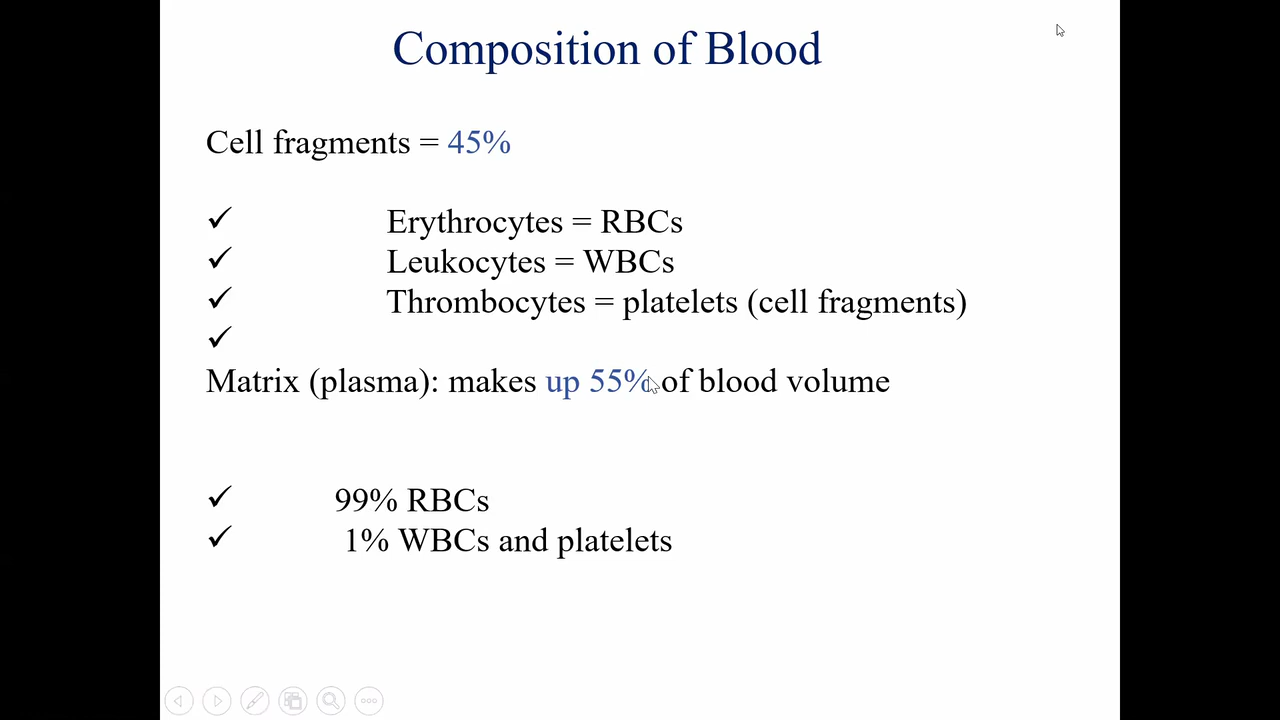 Composition of Blood
Cell fragments = 45%
✓ Erythrocytes = RBCs
✓ Leukocytes = WBCs
✓ Thrombocytes = platelets (cell fragments)
✓
Matrix (plasma): makes up 55% of blood volume
✓ 99% RBCs
✓ 1% WBCs and platelets